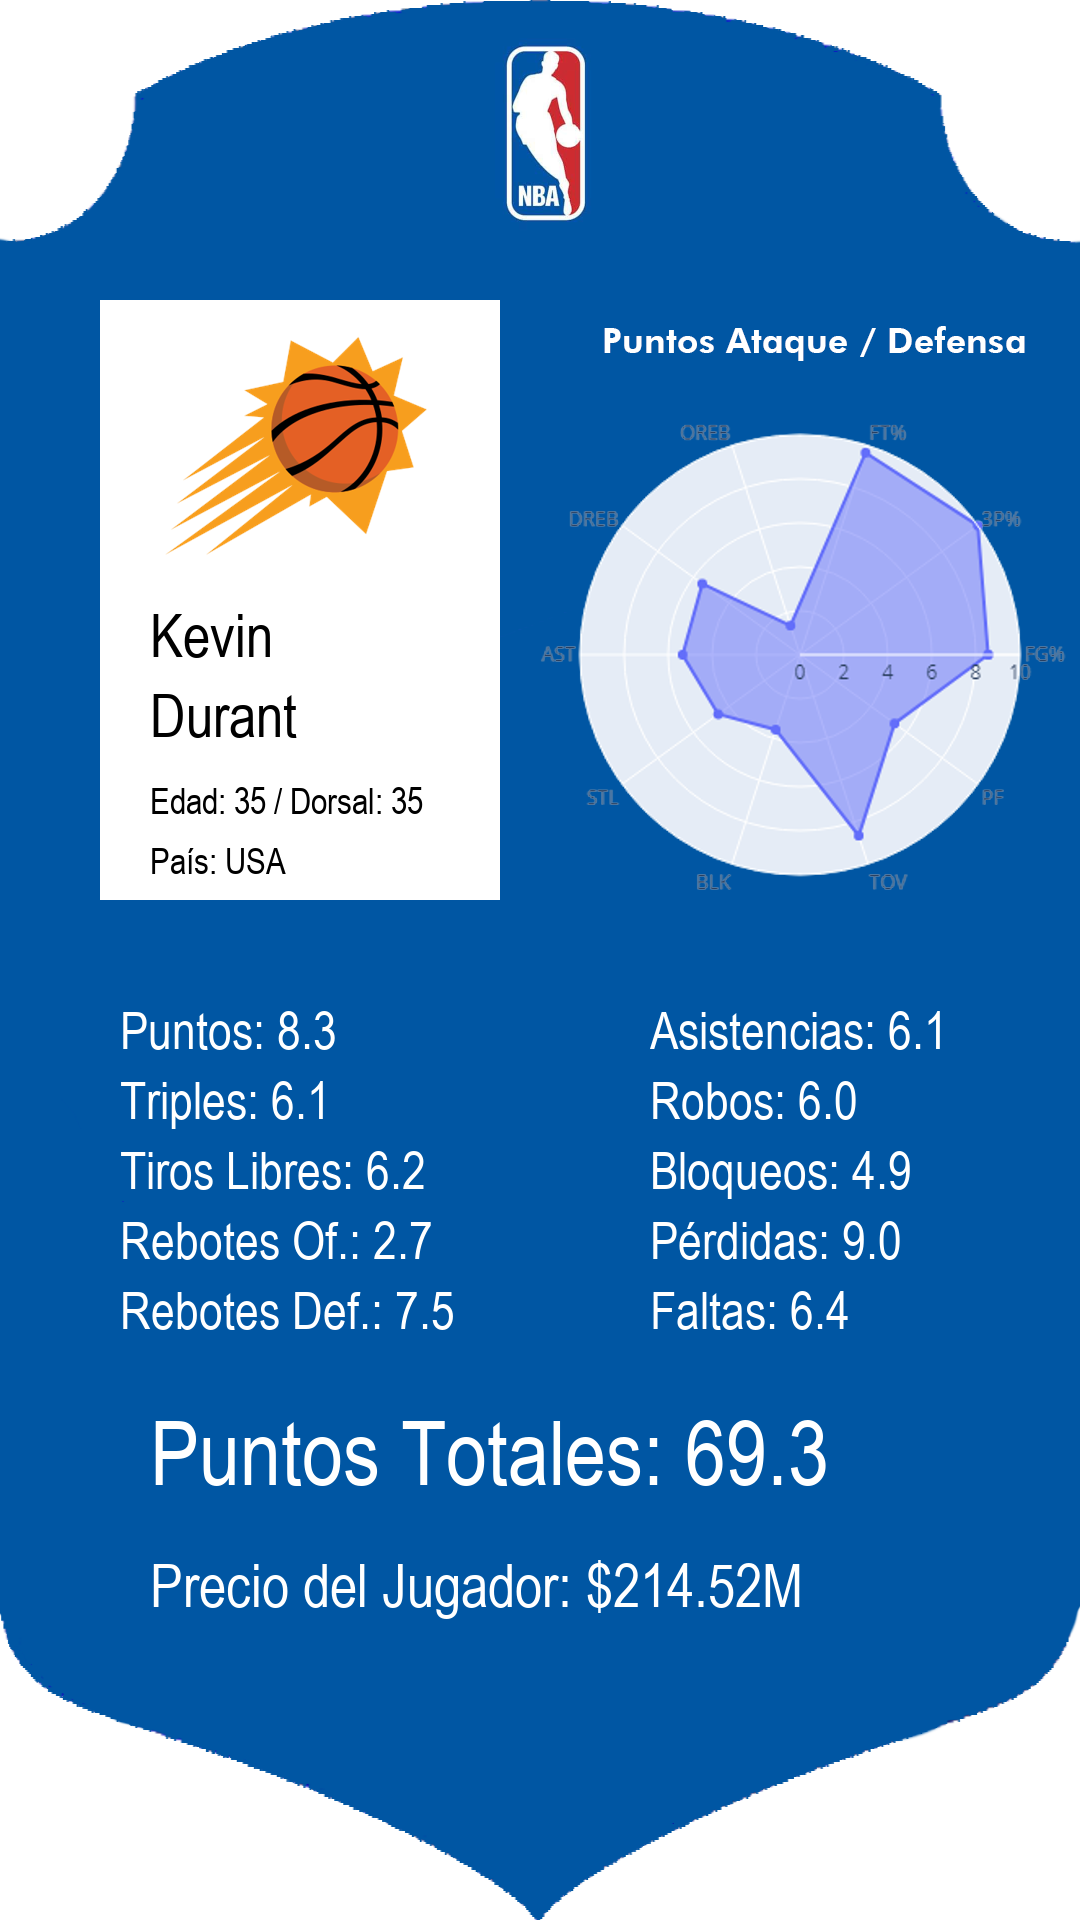 NBA
Puntos Ataque / Defensa
Kevin
Durant
Edad: 35 / Dorsal: 35
País: USA
OREB
FT%
DREB
3P%
AST
FG%
0 2 4 6 8 10
STL
PF
BLK
TOV
Puntos: 8.3
Triples: 6.1
Tiros Libres: 6.2
Rebotes Of.: 2.7
Rebotes Def.: 7.5
Asistencias: 6.1
Robos: 6.0
Bloqueos: 4.9
Pérdidas: 9.0
Faltas: 6.4
Puntos Totales: 69.3
Precio del Jugador: $214.52M